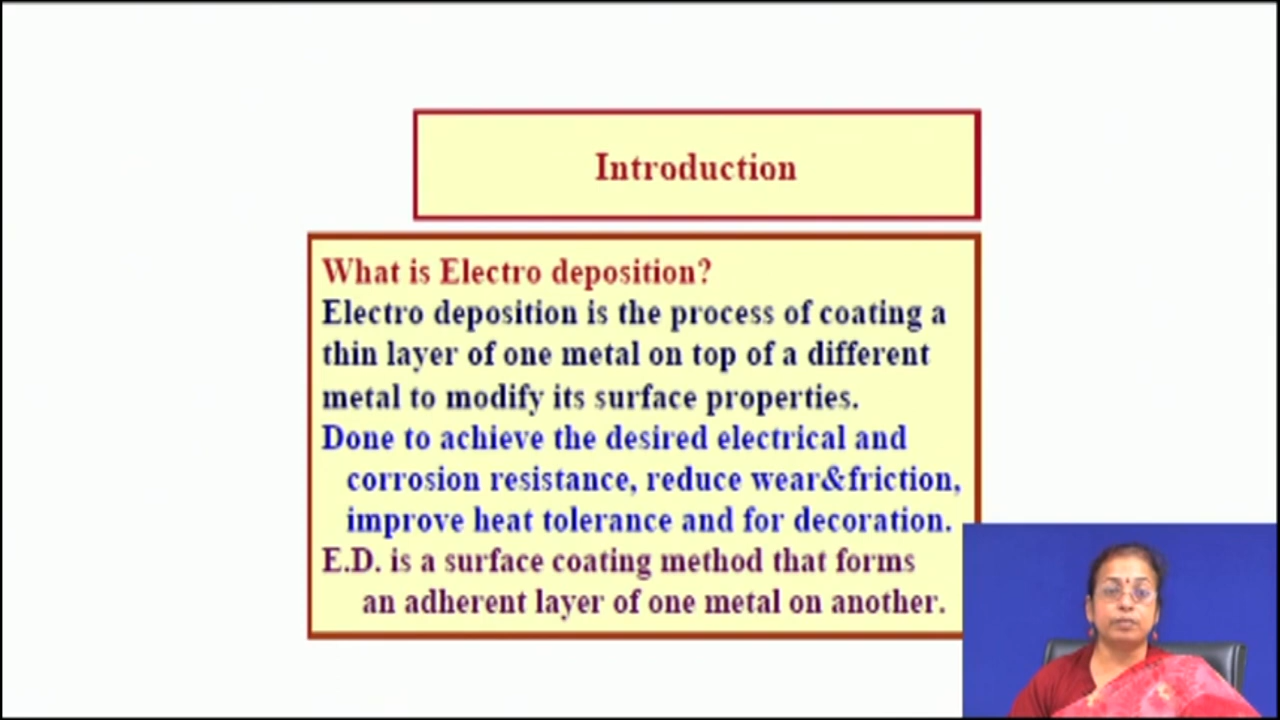 Introduction
What is Electro deposition?
Electro deposition is the process of coating a
thin layer of one metal on top of a different
metal to modify its surface properties.
Done to achieve the desired electrical and
corrosion resistance, reduce wear&friction,
improve heat tolerance and for decoration.
E.D. is a surface coating method that forms
an adherent layer of one metal on another.